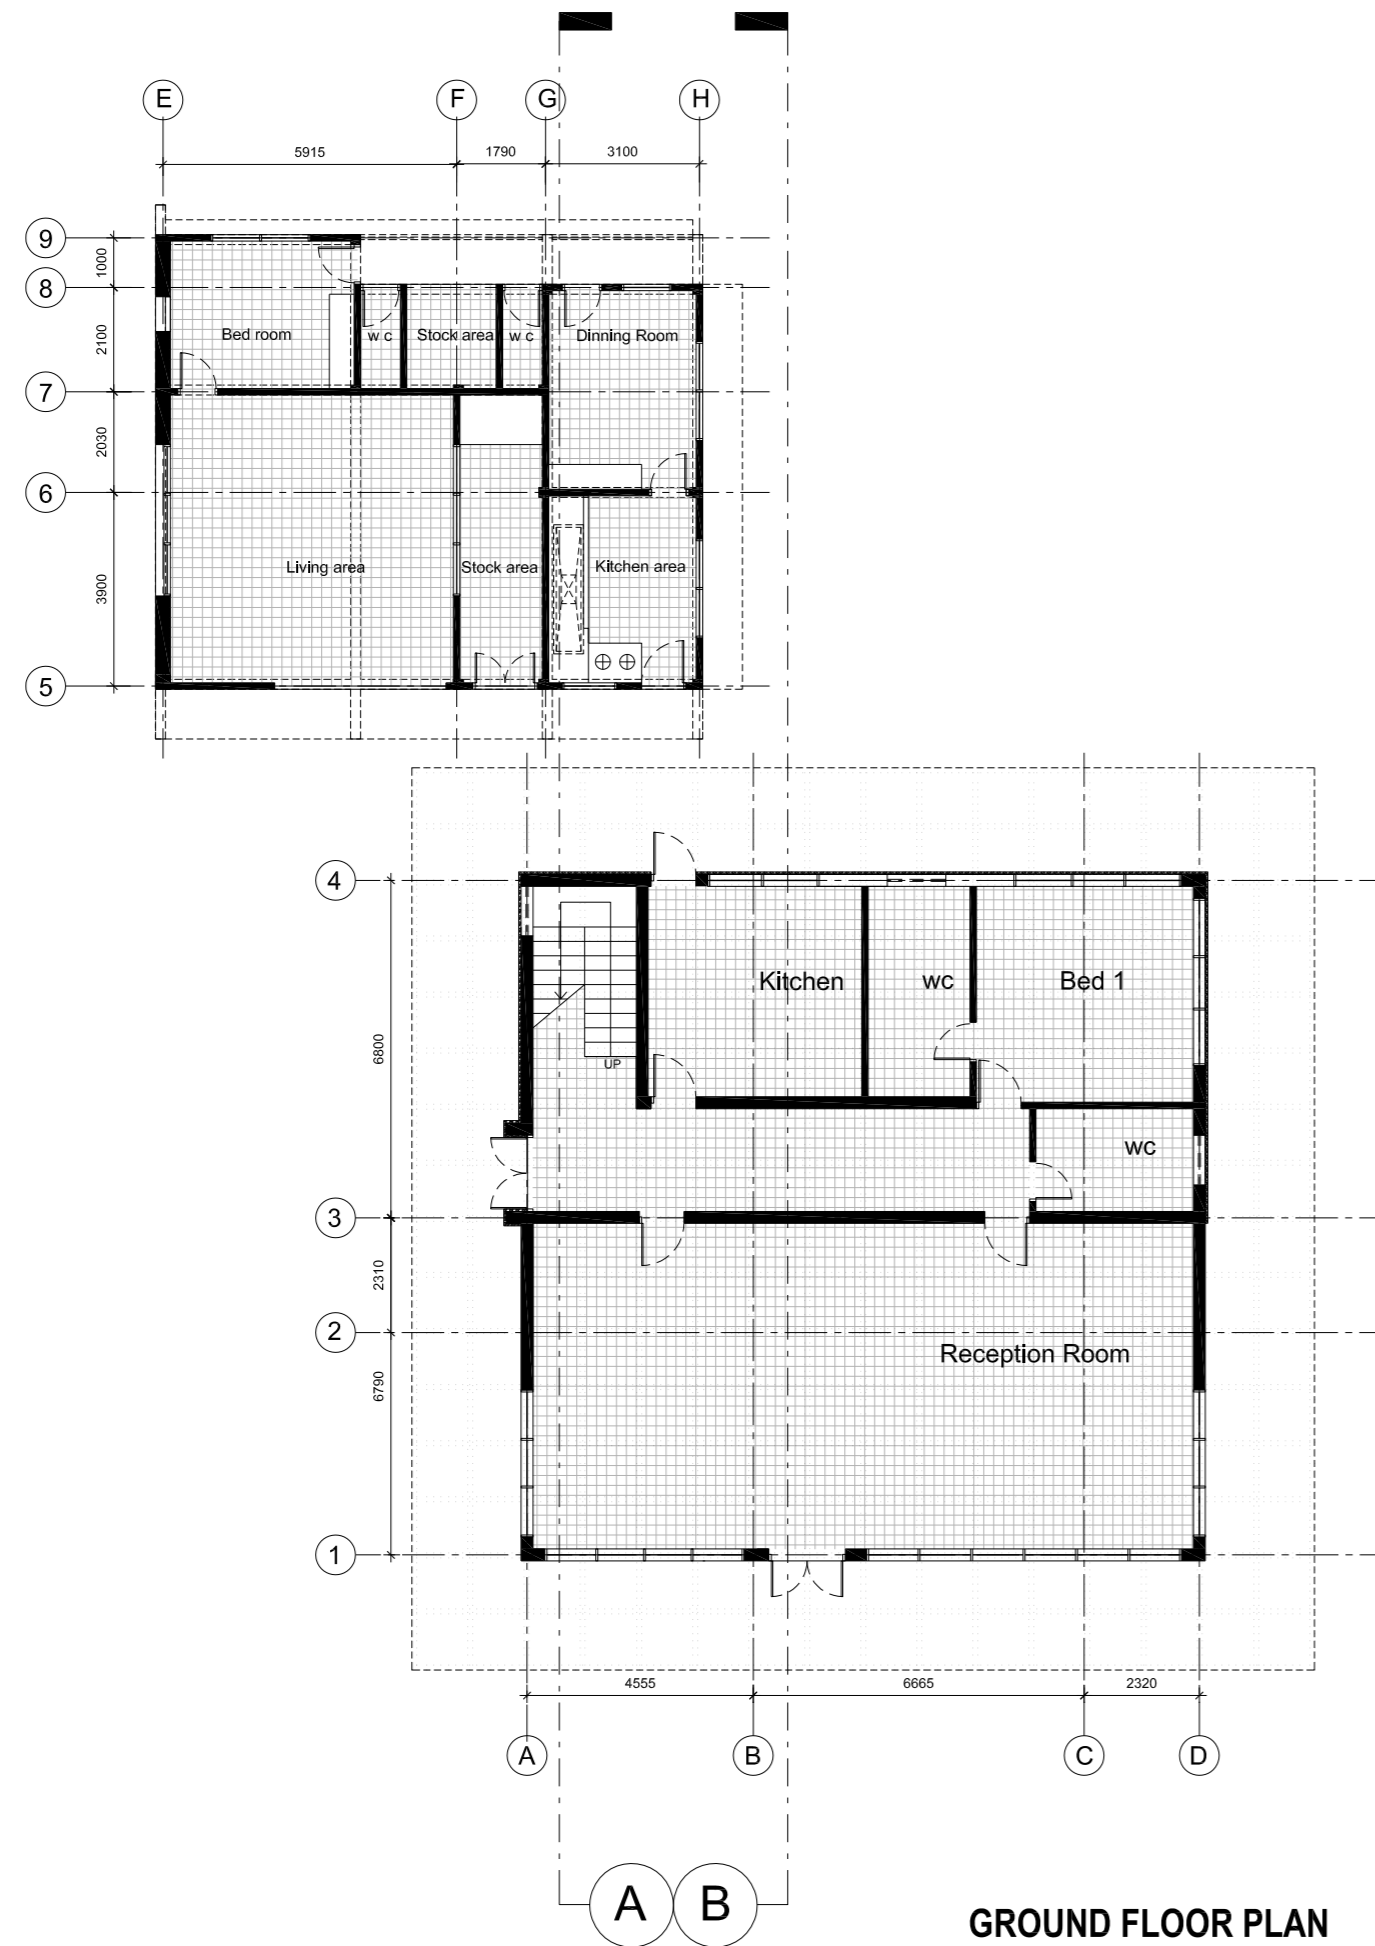 E F G H
5915 1790 3100
9
1000
8
2100
Bed room w c Stock area w c Dinning Room
7
2030
6
3900
Living area Stock area Kitchen area
5
4
Kitchen wc Bed 1
6800
UP
wc
3
2310
2
Reception Room
6790
1
4555 6665 2320
A B C D
A B
GROUND FLOOR PLAN